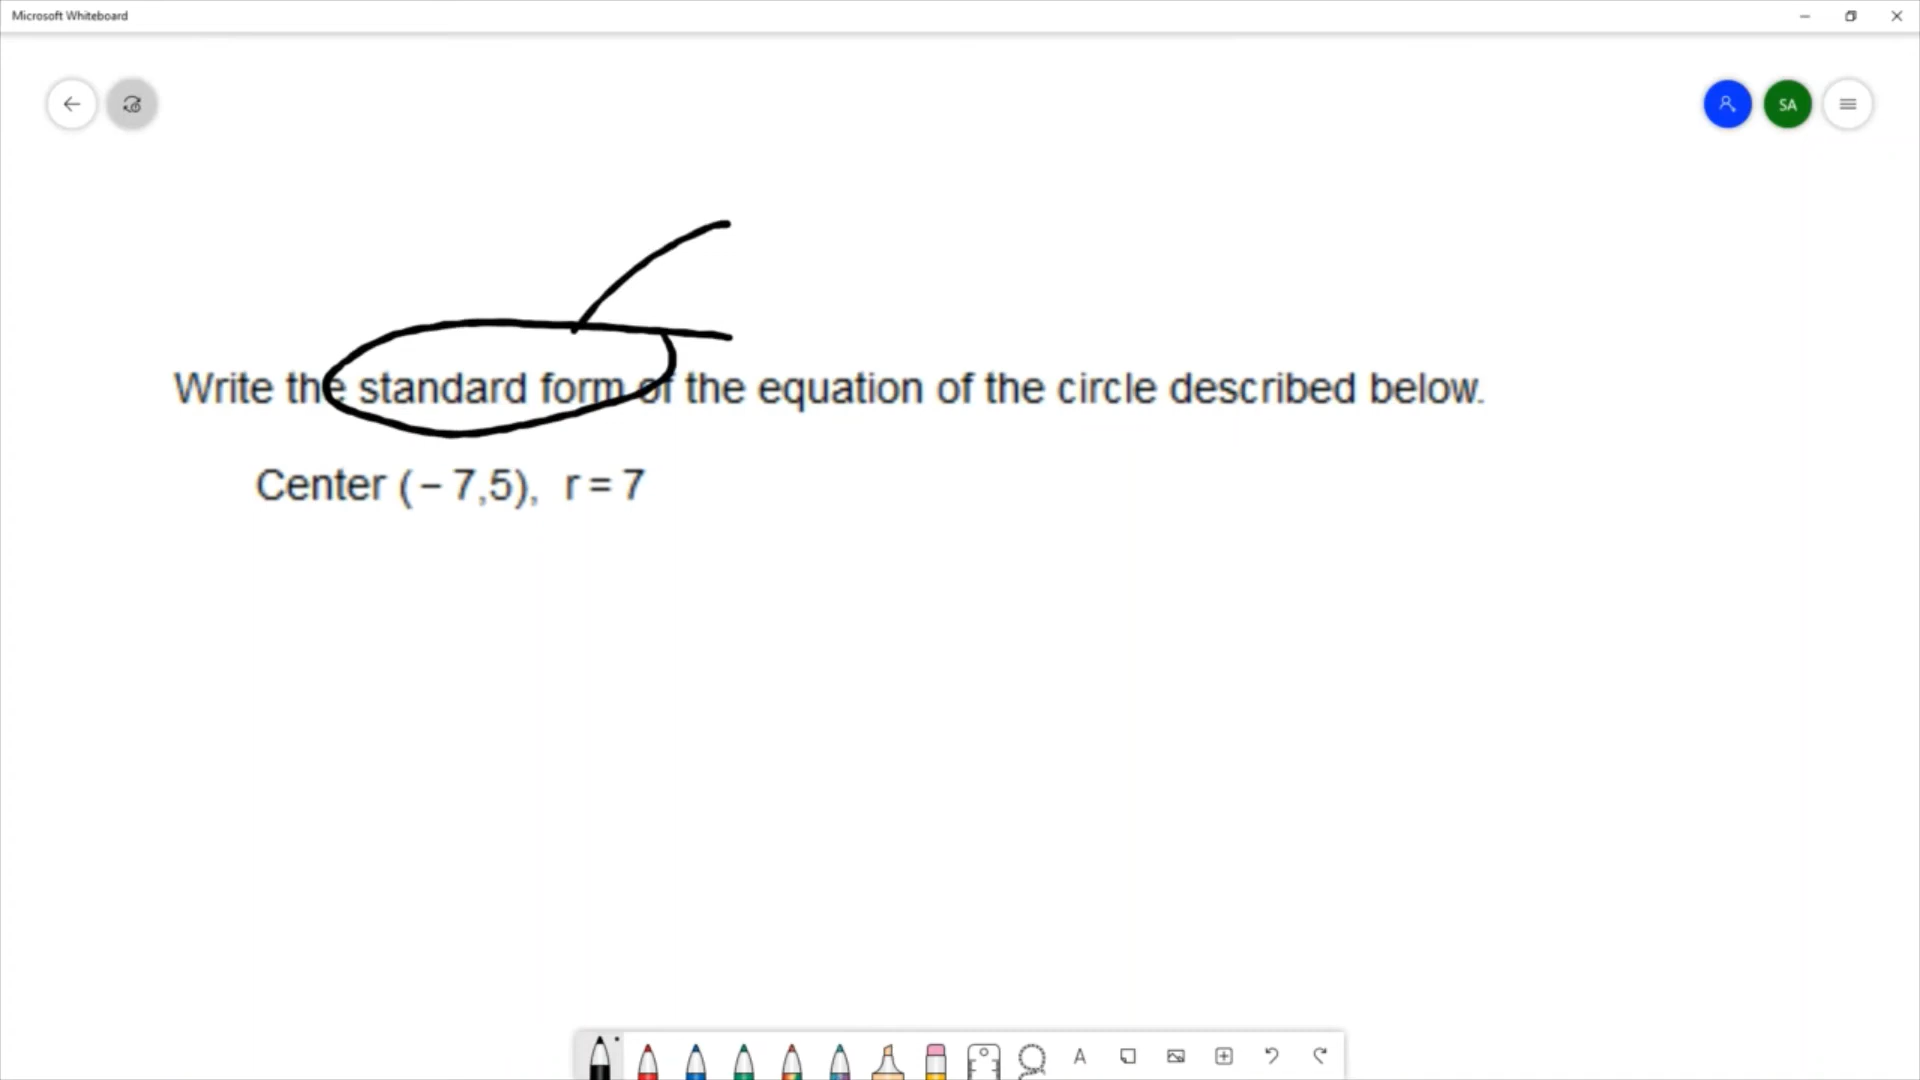 Microsoft Whiteboard
SA
Write the standard form of the equation of the circle described below.
Center (− 7,5), r = 7
A